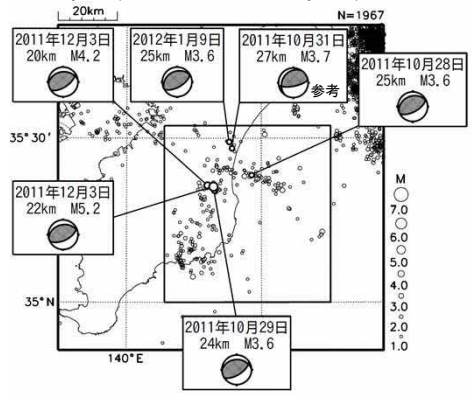 20km
N=1967
2011年12月3日
20km M4.2
2012年1月9日
25km M3.6
2011年10月31日
27km M3.7
参考
2011年10月28日
25km M3.6
35°30'
2011年12月3日
22km M5.2
M
7.0
6.0
5.0
4.0
3.0
2.0
1.0
35°N
2011年10月29日
24km M3.6
140°E